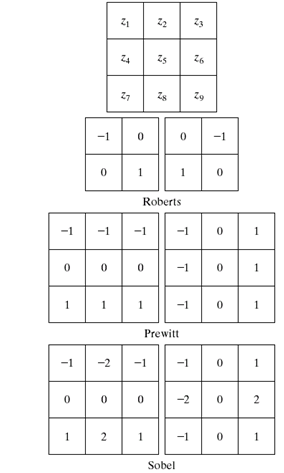 z₁ z₂ z₃
z₄ z₅ z₆
z₇ z₈ z₉
−1 0 0 −1
0 1 1 0
Roberts
−1 −1 −1 −1 0 1
0 0 0 −1 0 1
1 1 1 −1 0 1
Prewitt
−1 −2 −1 −1 0 1
0 0 0 −2 0 2
1 2 1 −1 0 1
Sobel